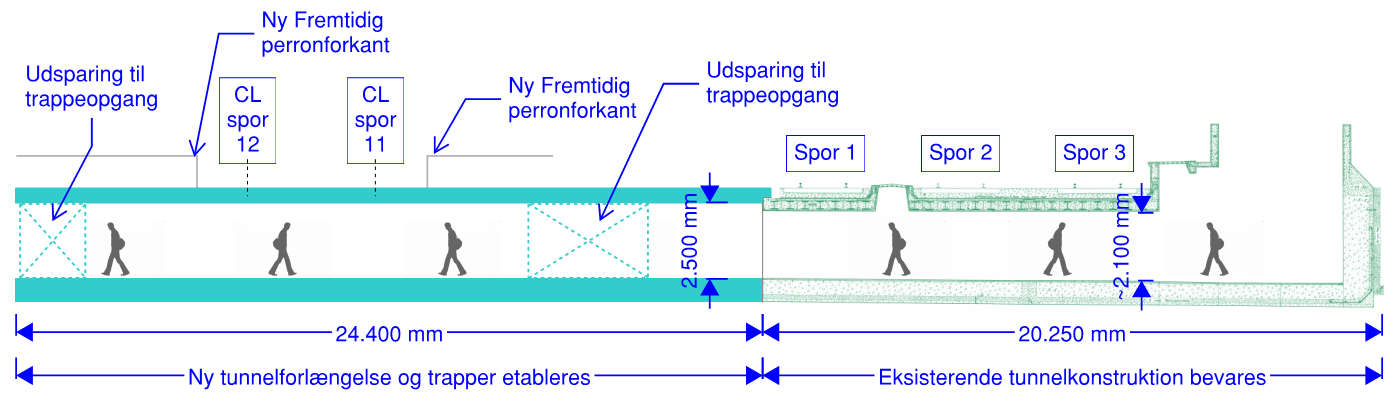 Ny Fremtidig
perronforkant
Udsparing til
trappeopgang
CL
spor
12
CL
spor
11
Ny Fremtidig
perronforkant
Udsparing til
trappeopgang
Spor 1
Spor 2
Spor 3
2.500 mm
~2.100 mm
24.400 mm
20.250 mm
Ny tunnelforlængelse og trapper etableres
Eksisterende tunnelkonstruktion bevares